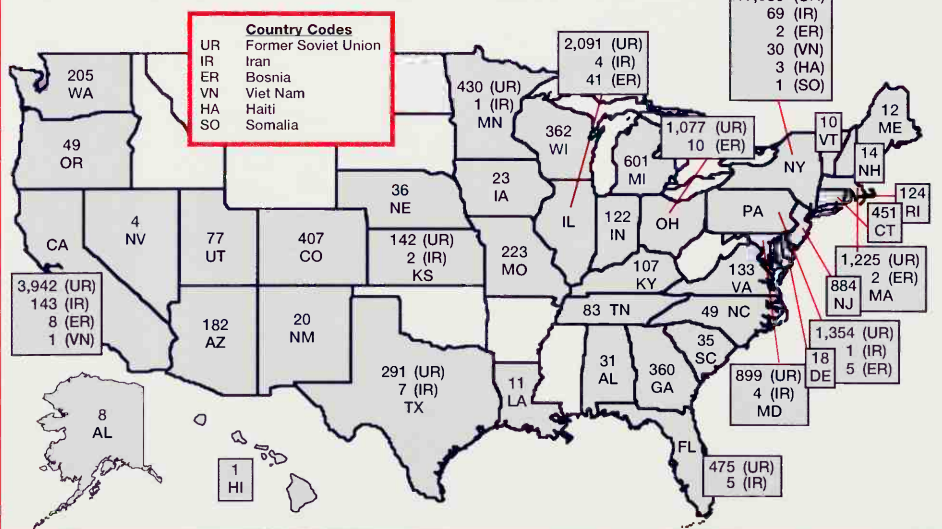 Country Codes
UR Former Soviet Union
IR Iran
ER Bosnia
VN Viet Nam
HA Haiti
SO Somalia
69 (IR)
2 (ER)
30 (VN)
3 (HA)
1 (SO)
NY
2,091 (UR)
4 (IR)
41 (ER)
IL
205
WA
49
OR
430 (UR)
1 (IR)
MN
362
WI
601
MI
1,077 (UR)
10 (ER)
OH
10
VT
12
ME
14
NH
124
RI
451
CT
1,225 (UR)
2 (ER)
MA
884
NJ
PA
1,354 (UR)
1 (IR)
5 (ER)
18
DE
899 (UR)
4 (IR)
MD
CA
3,942 (UR)
143 (IR)
8 (ER)
1 (VN)
4
NV
77
UT
407
CO
36
NE
23
IA
142 (UR)
2 (IR)
KS
223
MO
122
IN
107
KY
133
VA
83 TN
49 NC
35
SC
182
AZ
20
NM
291 (UR)
7 (IR)
TX
11
LA
31
AL
360
GA
FL
475 (UR)
5 (IR)
8
AL
1
HI